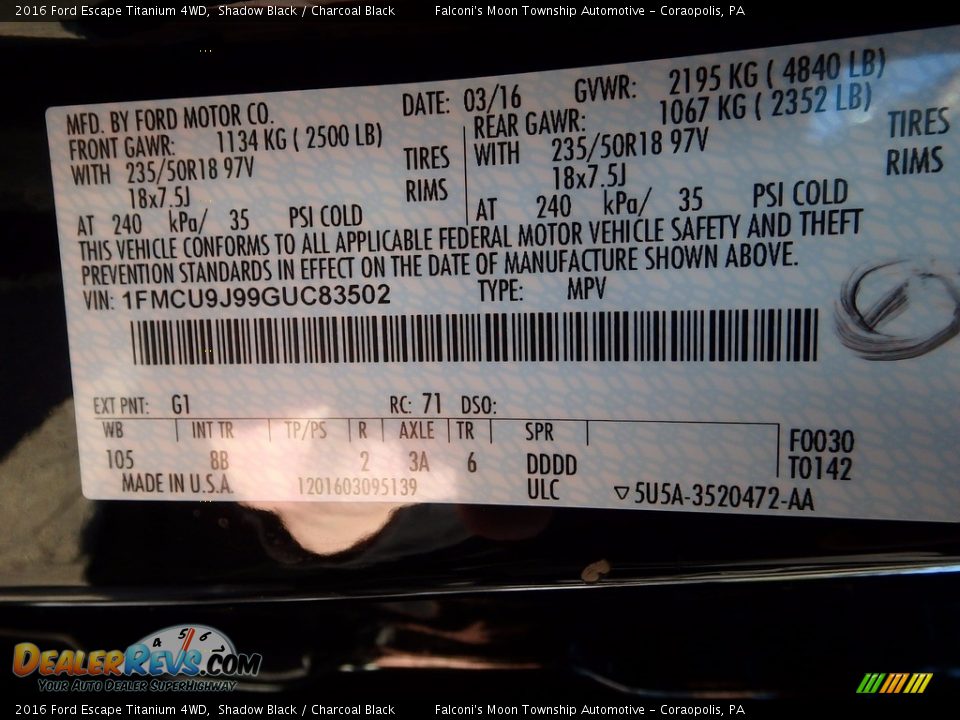 2016 Ford Escape Titanium 4WD,  Shadow Black / Charcoal Black          Falconi's Moon Township Automotive - Coraopolis, PA
MFD. BY FORD MOTOR CO.          DATE: 03/16          GVWR: 2195 KG ( 4840 LB)
FRONT GAWR: 1134 KG ( 2500 LB)          REAR GAWR: 1067 KG ( 2352 LB)
WITH 235/50R18 97V TIRES          WITH 235/50R18 97V TIRES
18x7.5J RIMS          18x7.5J RIMS
AT 240 kPa/ 35 PSI COLD          AT 240 kPa/ 35 PSI COLD
THIS VEHICLE CONFORMS TO ALL APPLICABLE FEDERAL MOTOR VEHICLE SAFETY AND THEFT
PREVENTION STANDARDS IN EFFECT ON THE DATE OF MANUFACTURE SHOWN ABOVE.
VIN: 1FMCU9J99GUC83502          TYPE: MPV
EXT PNT: G1          RC: 71 DSO:
WB INT TR TP/PS R AXLE TR SPR          F0030
105 8B 2 3A 6 DDDD          T0142
MADE IN U.S.A. 1201603095139 ULC ▽5U5A-3520472-AA
4 5 6
DEALERREVS.COM
YOUR AUTO DEALER SUPERHIGHWAY
2016 Ford Escape Titanium 4WD,  Shadow Black / Charcoal Black          Falconi's Moon Township Automotive - Coraopolis, PA